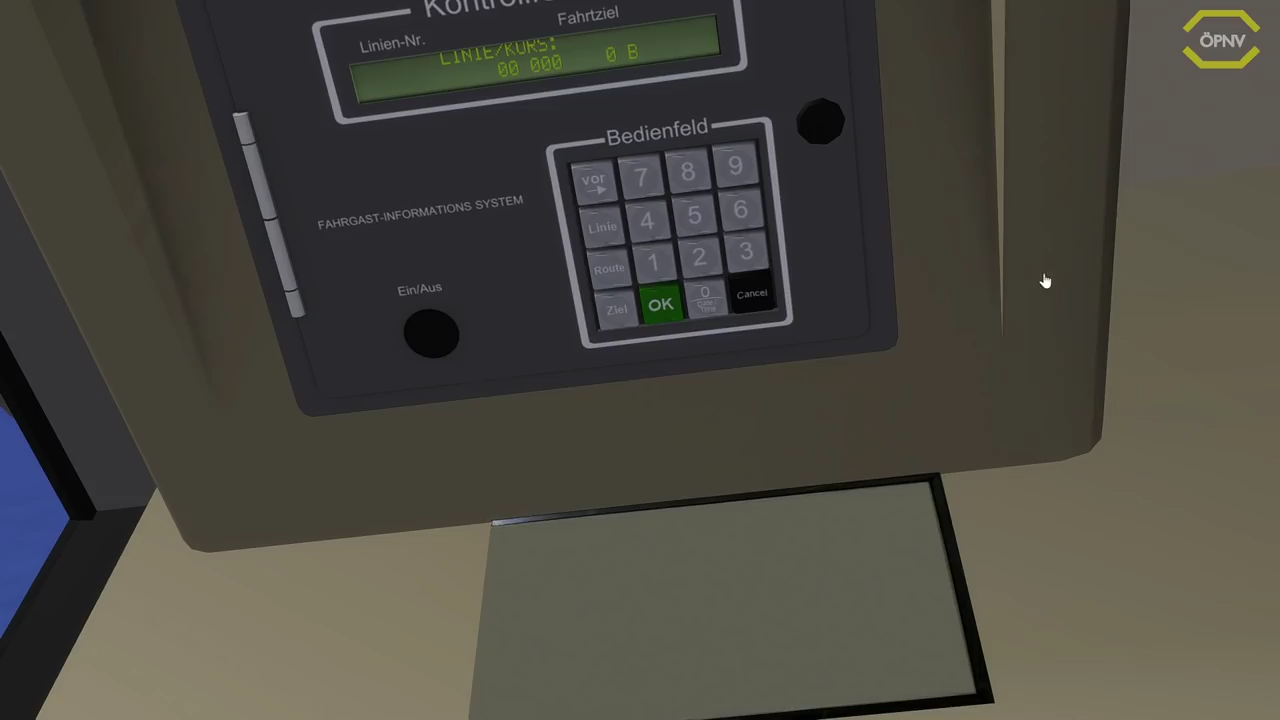 Linien-Nr.
Fahrtziel
LINIE/KURS:
00 000 0 B
Bedienfeld
vor 7 8 9
Linie 4 5 6
Route 1 2 3
Ziel OK 0 Cancel
FAHRGAST-INFORMATIONS SYSTEM
Ein/Aus
ÖPNV